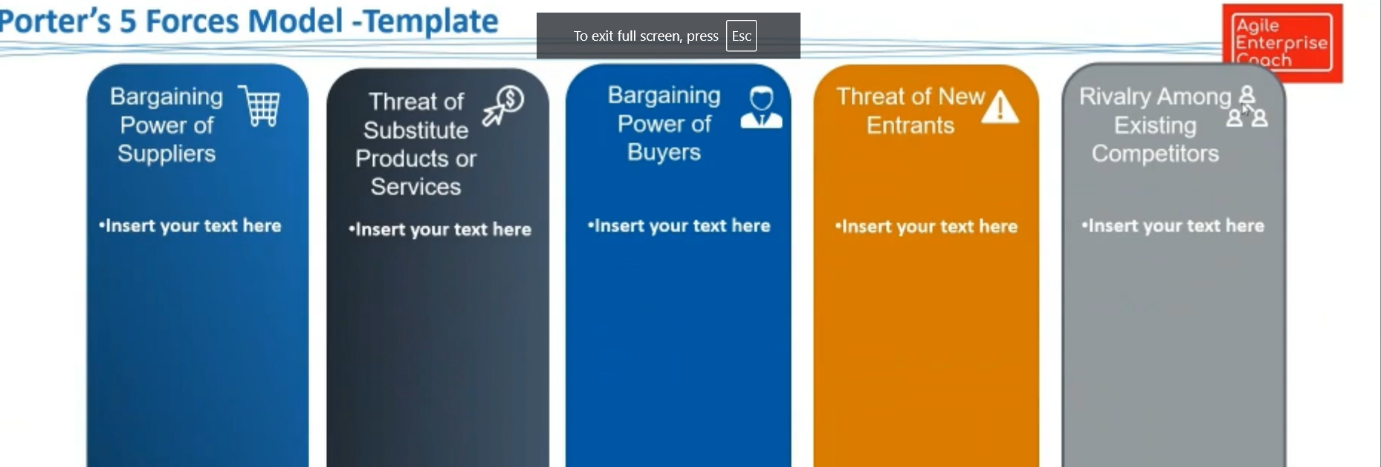 Porter's 5 Forces Model -Template
To exit full screen, press Esc
Agile
Enterprise
Coach
Bargaining
Power of
Suppliers
•Insert your text here
Threat of
Substitute
Products or
Services
•Insert your text here
Bargaining
Power of
Buyers
•Insert your text here
Threat of New
Entrants
•Insert your text here
Rivalry Among
Existing
Competitors
•Insert your text here